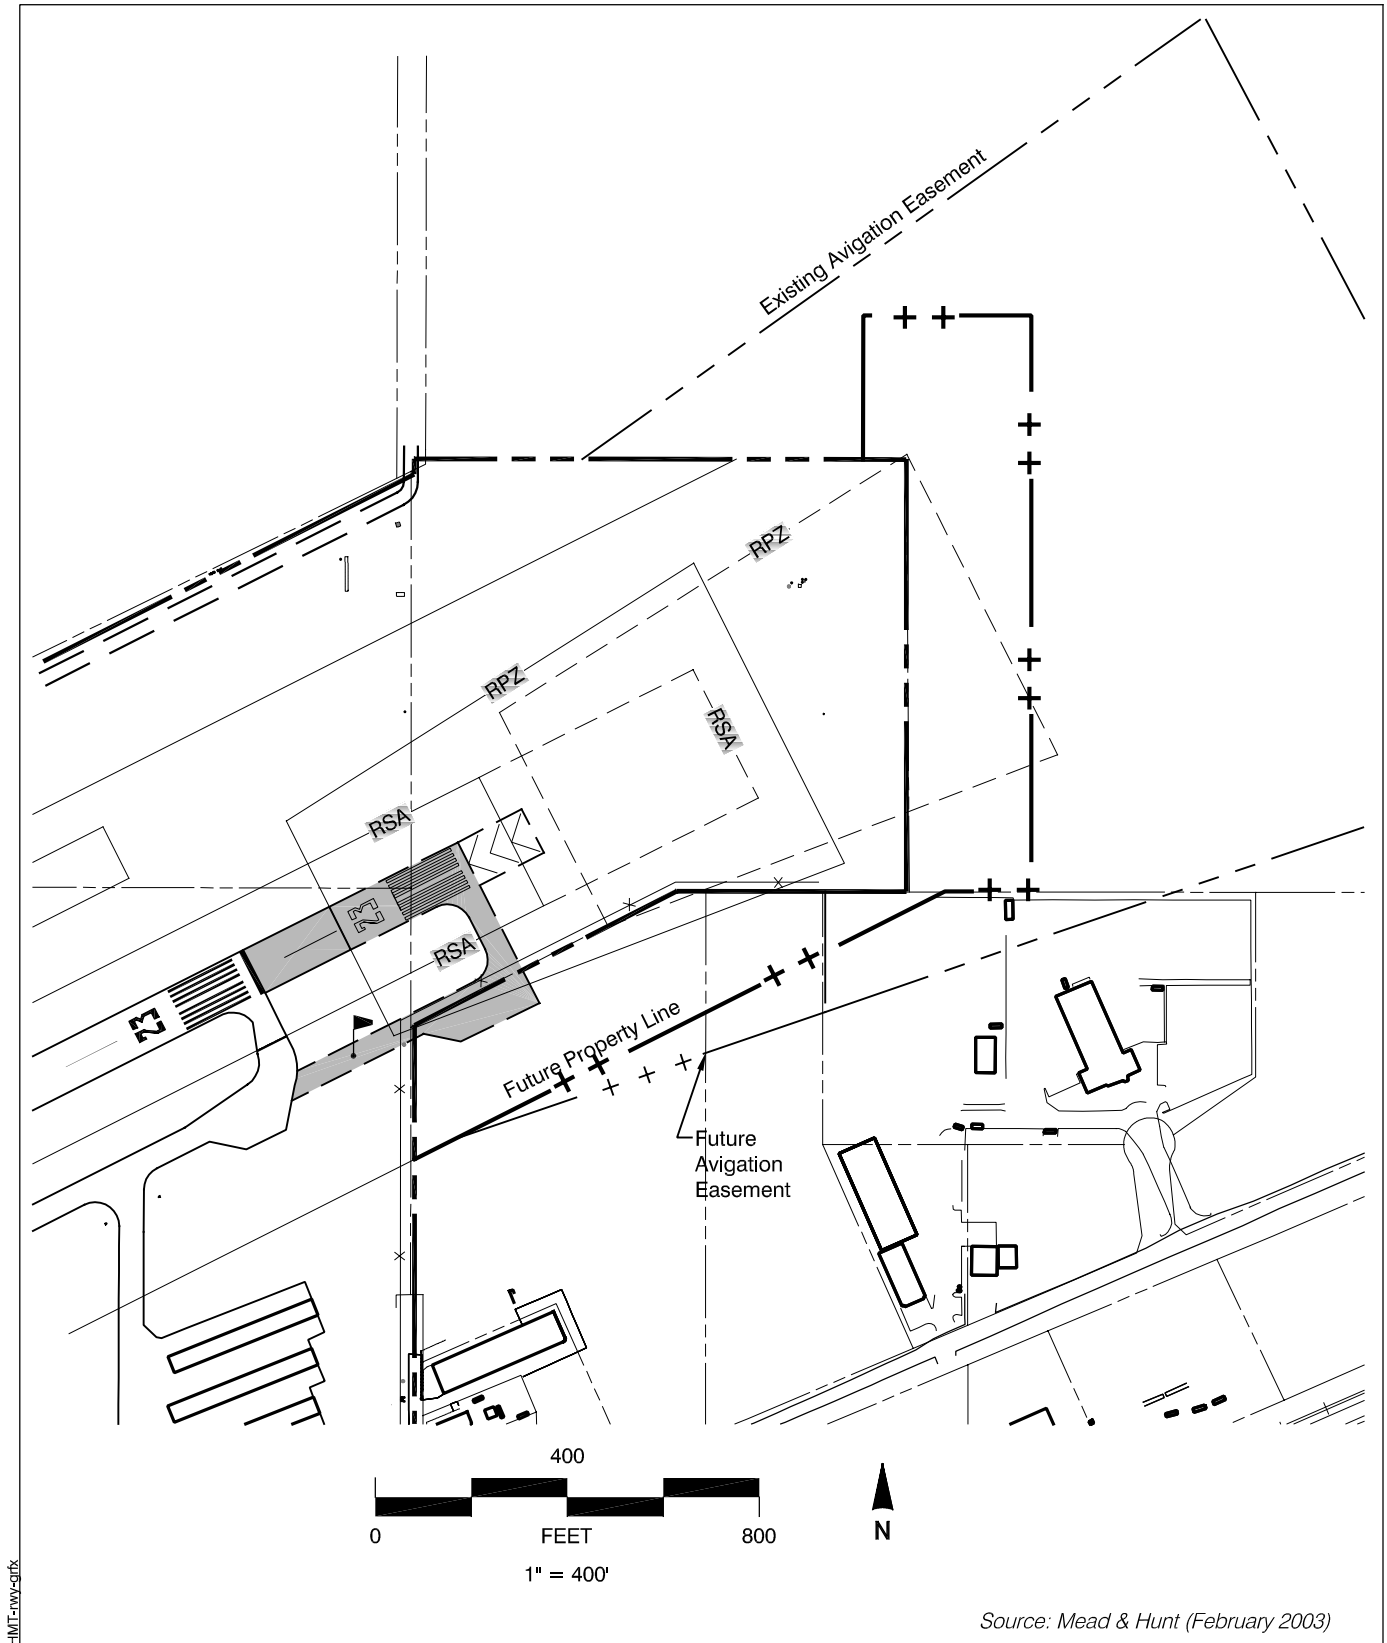 Existing Avigation Easement
RPZ
RPZ
RSA
RSA
23
RSA
23
Future Property Line
Future
Avigation
Easement
400
0 FEET 800
1" = 400'
N
Source: Mead & Hunt (February 2003)
HMT-rwy-grfx